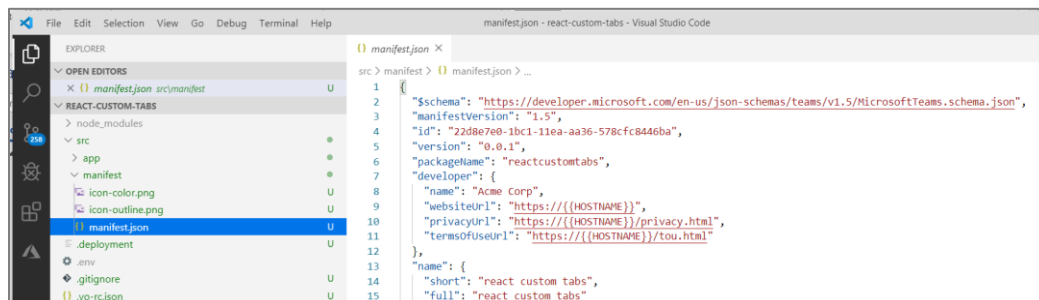 File Edit Selection View Go Debug Terminal Help
manifest.json - react-custom-tabs - Visual Studio Code
EXPLORER
OPEN EDITORS
{} manifest.json src\manifest U
REACT-CUSTOM-TABS
node_modules
src
app
manifest
icon-color.png U
icon-outline.png U
{} manifest.json U
.deployment U
.env
.gitignore U
{} .yo-rc.json U
258
{} manifest.json
src > manifest > {} manifest.json > ...
1 {
2 "$schema": "https://developer.microsoft.com/en-us/json-schemas/teams/v1.5/MicrosoftTeams.schema.json",
3 "manifestVersion": "1.5",
4 "id": "22d8e7e0-1bc1-11ea-aa36-578cfc8446ba",
5 "version": "0.0.1",
6 "packageName": "reactcustomtabs",
7 "developer": {
8 "name": "Acme Corp",
9 "websiteUrl": "https://{{HOSTNAME}}",
10 "privacyUrl": "https://{{HOSTNAME}}/privacy.html",
11 "termsOfUseUrl": "https://{{HOSTNAME}}/tou.html"
12 },
13 "name": {
14 "short": "react custom tabs",
15 "full": "react custom tabs"